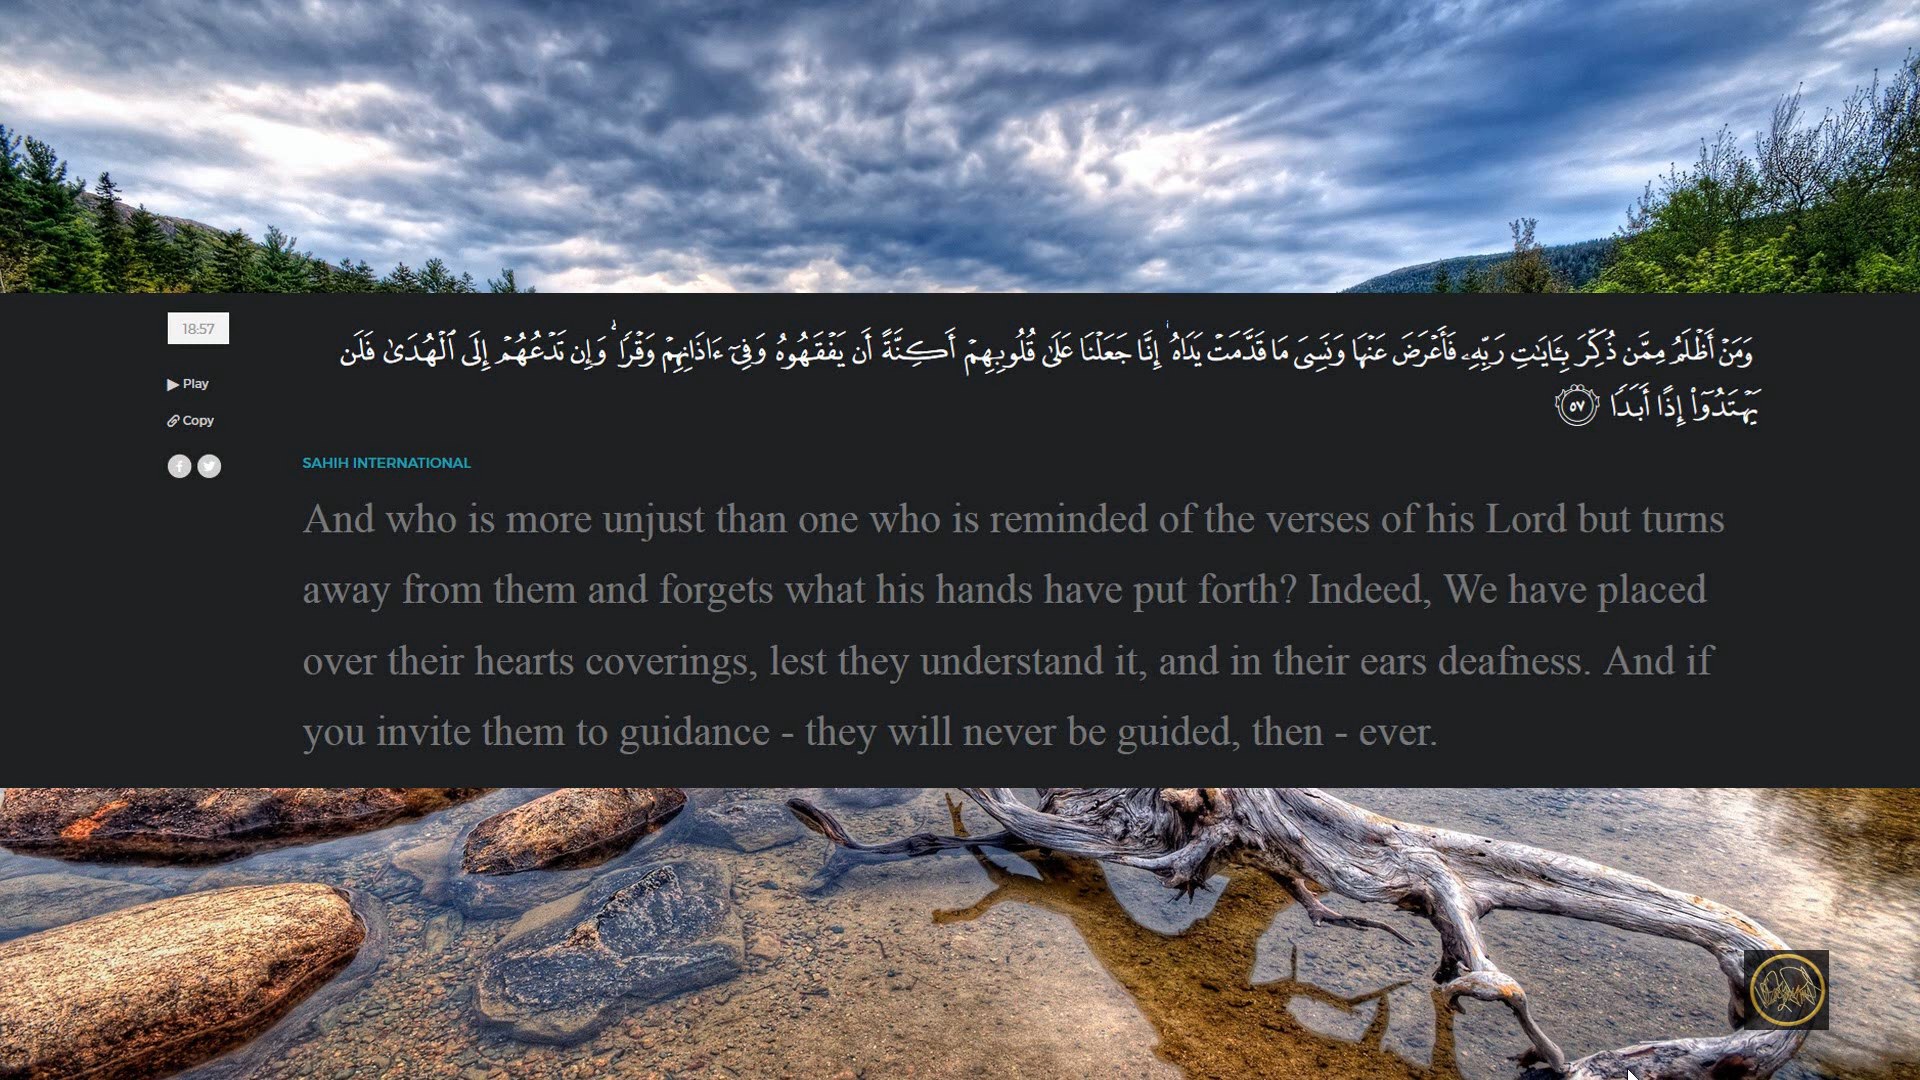 18:57
وَمَنْ أَظْلَمُ مِمَّن ذُكِّرَ بِـَٔايَـٰتِ رَبِّهِۦ فَأَعْرَضَ عَنْهَا وَنَسِىَ مَا قَدَّمَتْ يَدَاهُ ۚ إِنَّا جَعَلْنَا عَلَىٰ قُلُوبِهِمْ أَكِنَّةً أَن يَفْقَهُوهُ وَفِىٓ ءَاذَانِهِمْ وَقْرًا ۖ وَإِن تَدْعُهُمْ إِلَى ٱلْهُدَىٰ فَلَن
يَهْتَدُوٓا۟ إِذًا أَبَدًا ٥٧
Play
Copy
SAHIH INTERNATIONAL
And who is more unjust than one who is reminded of the verses of his Lord but turns
away from them and forgets what his hands have put forth? Indeed, We have placed
over their hearts coverings, lest they understand it, and in their ears deafness. And if
you invite them to guidance - they will never be guided, then - ever.